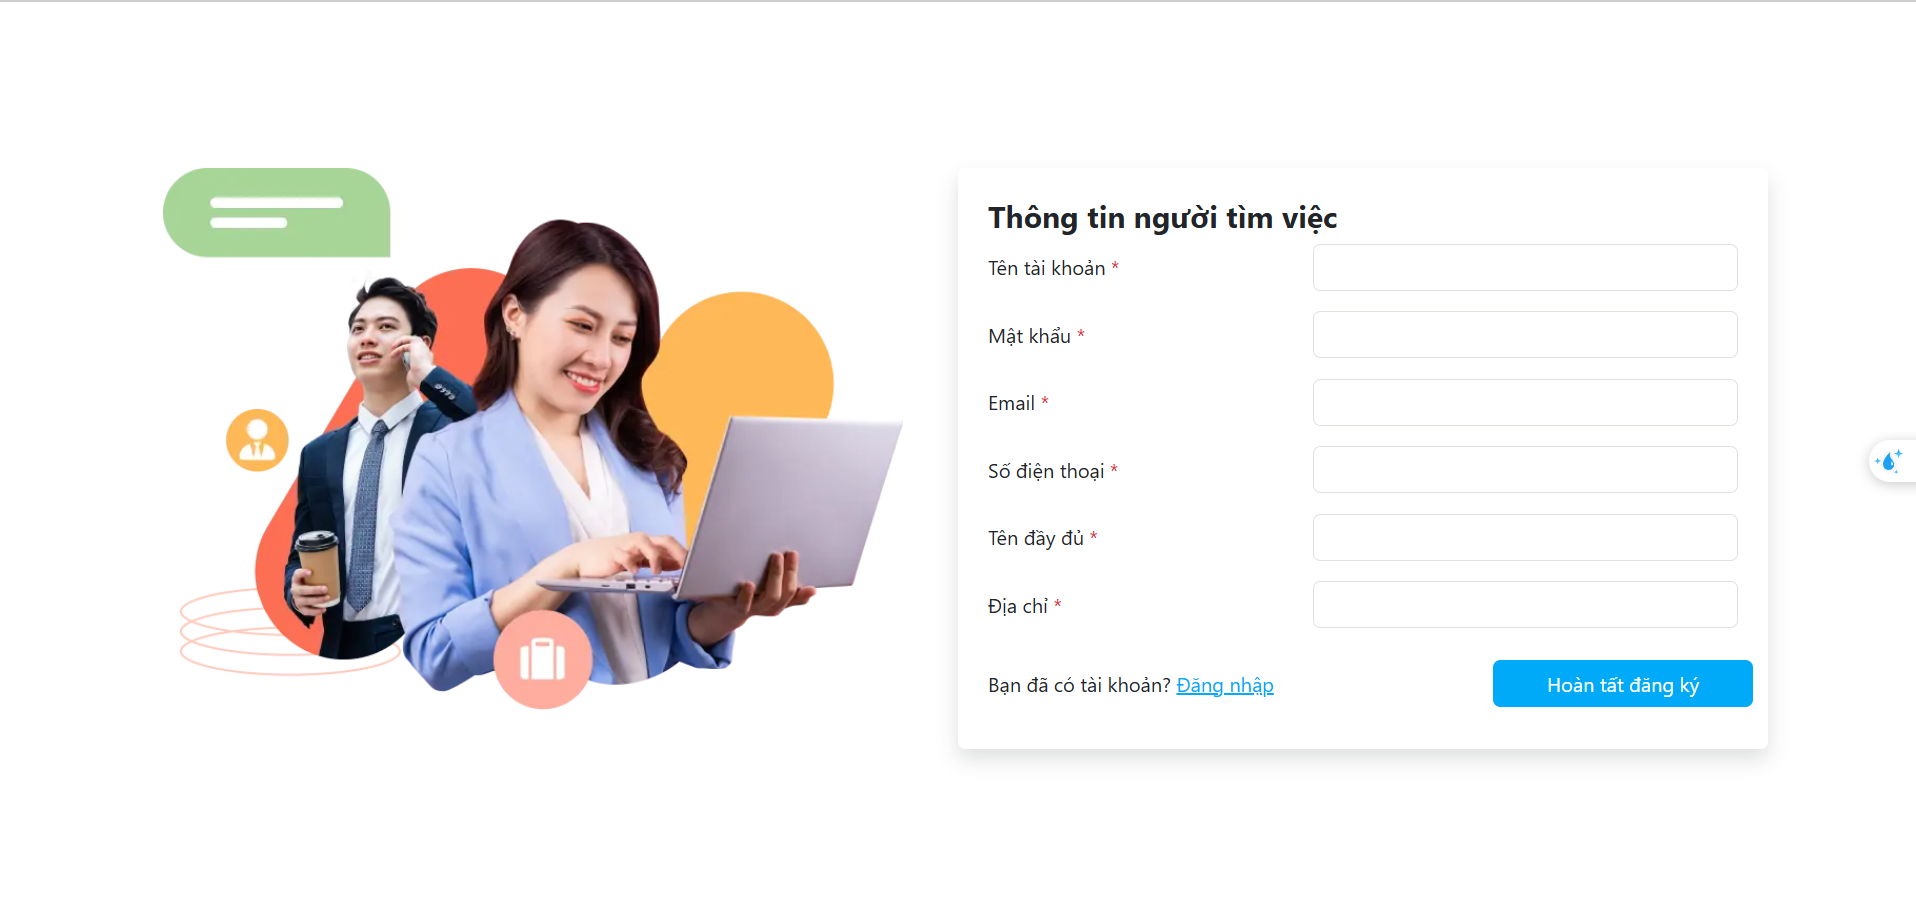 Thông tin người tìm việc
Tên tài khoản *
Mật khẩu *
Email *
Số điện thoại *
Tên đầy đủ *
Địa chỉ *
Bạn đã có tài khoản? Đăng nhập
Hoàn tất đăng ký